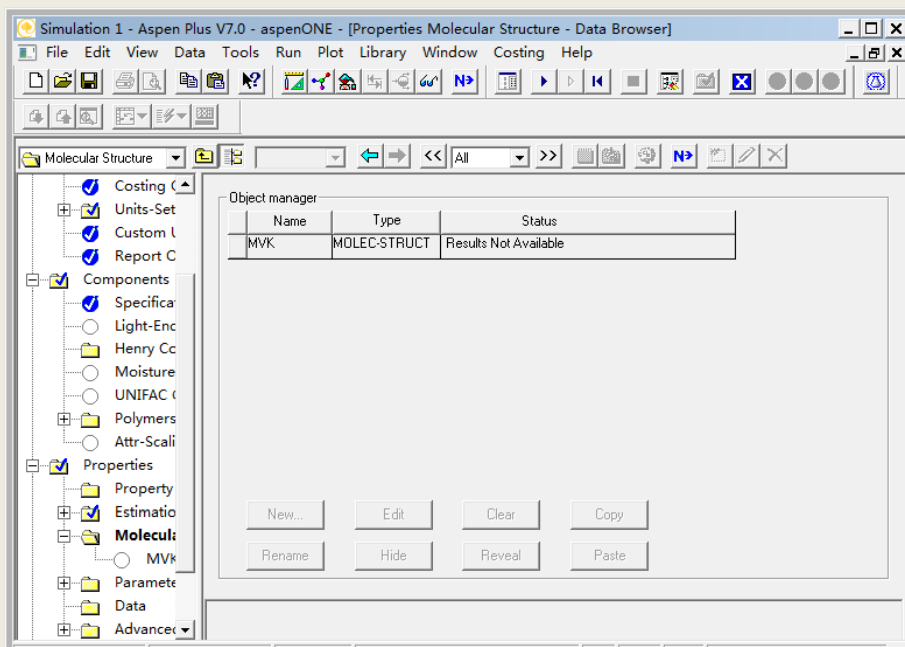 Simulation 1 - Aspen Plus V7.0 - aspenONE - [Properties Molecular Structure - Data Browser]
File Edit View Data Tools Run Plot Library Window Costing Help
N
Molecular Structure << All >> N
Costing
Units-Set
Custom
Report
Components
Specifica
Light-End
Henry Co
Moisture
UNIFAC
Polymers
Attr-Scali
Properties
Property
Estimatio
Molecula
MVK
Paramete
Data
Advanced
Object manager
Name Type Status
MVK MOLEC-STRUCT Results Not Available
New... Edit Clear Copy
Rename Hide Reveal Paste